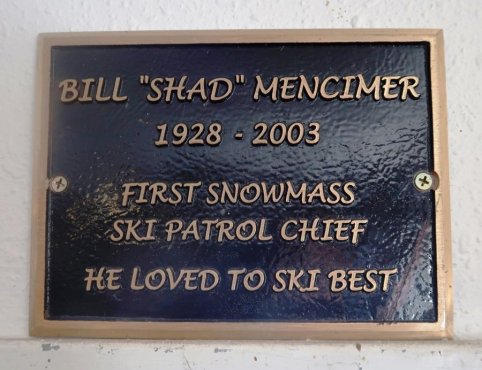 BILL "SHAD" MENCIMER
1928 - 2003
FIRST SNOWMASS
SKI PATROL CHIEF
HE LOVED TO SKI BEST